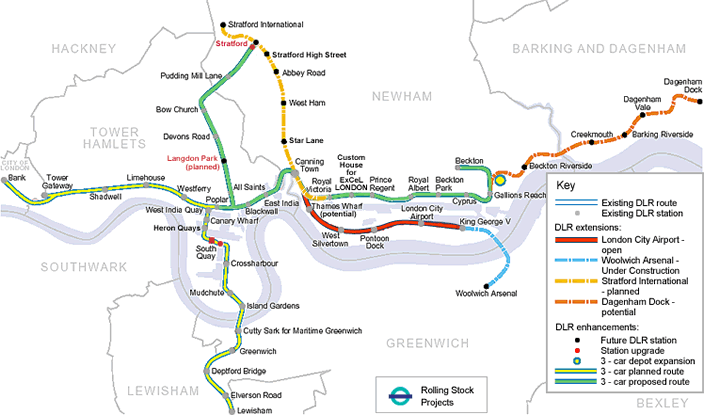 Stratford International
HACKNEY
Stratford
Stratford High Street
BARKING AND DAGENHAM
Pudding Mill Lane
Abbey Road
Dagenham
Dock
NEWHAM
Dagenham
Vale
Bow Church
West Ham
TOWER
HAMLETS
Devons Road
Star Lane
Creekmouth
Barking Riverside
Langdon Park
(planned)
Canning
Town
Custom
House
for
ExCeL
LONDON
Prince
Regent
Royal
Albert
Beckton
Park
Beckton
Beckton Riverside
CITY OF
LONDON
Bank
Tower
Gateway
Shadwell
Limehouse
Westferry
Poplar
All Saints
Blackwall
East India
Royal
Victoria
Cyprus
Gallions Reach
West India Quay
Canary Wharf
Heron Quays
Thames Wharf
(potential)
London City
Airport
King George V
West
Silvertown
Pontoon
Dock
South
Quay
SOUTHWARK
Crossharbour
Woolwich Arsenal
Mudchute
Island Gardens
Cutty Sark for Maritime Greenwich
Greenwich
GREENWICH
Deptford Bridge
Elverson Road
LEWISHAM
Lewisham
BEXLEY
Rolling Stock
Projects
Key
Existing DLR route
Existing DLR station
DLR extensions:
London City Airport -
open
Woolwich Arsenal -
Under Construction
Stratford International
- planned
Dagenham Dock -
potential
DLR enhancements:
Future DLR station
Station upgrade
3 - car depot expansion
3 - car planned route
3 - car proposed route